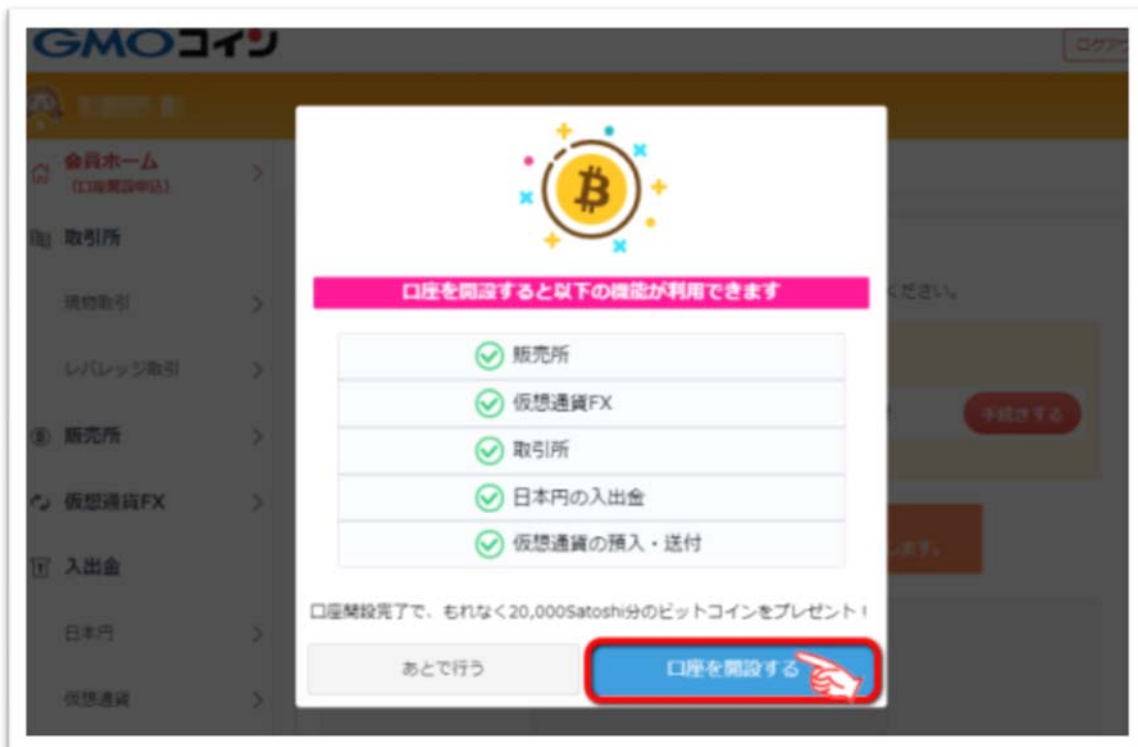 GMOコイン
ログアウ
会員ホーム
(口座開設申込)
取引所
現物取引
レバレッジ取引
販売所
仮想通貨FX
入出金
日本円
仮想通貨
口座を開設すると以下の機能が利用できます
販売所
仮想通貨FX
取引所
日本円の入出金
仮想通貨の預入・送付
口座開設完了で、もれなく20,000Satoshi分のビットコインをプレゼント!
あとで行う
口座を開設する
ください。
手続きする
します。